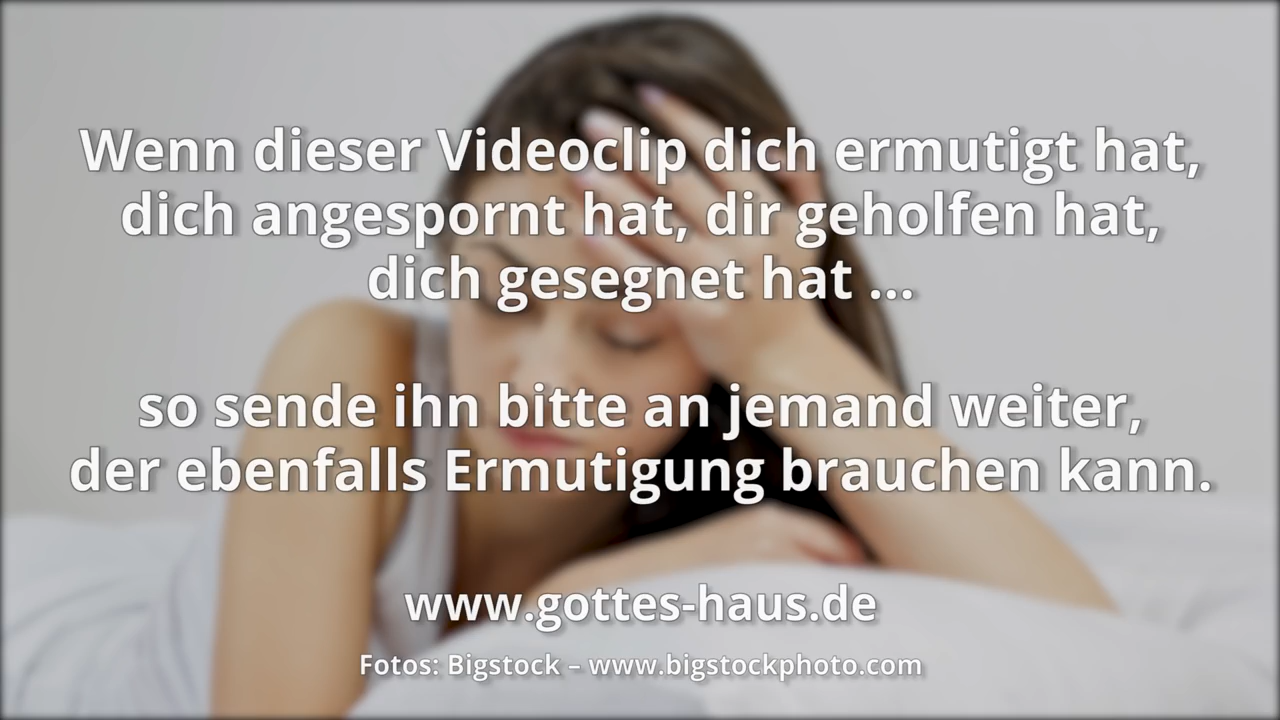 Wenn dieser Videoclip dich ermutigt hat,
dich angespornt hat, dir geholfen hat,
dich gesegnet hat ...
so sende ihn bitte an jemand weiter,
der ebenfalls Ermutigung brauchen kann.
www.gottes-haus.de
Fotos: Bigstock – www.bigstockphoto.com